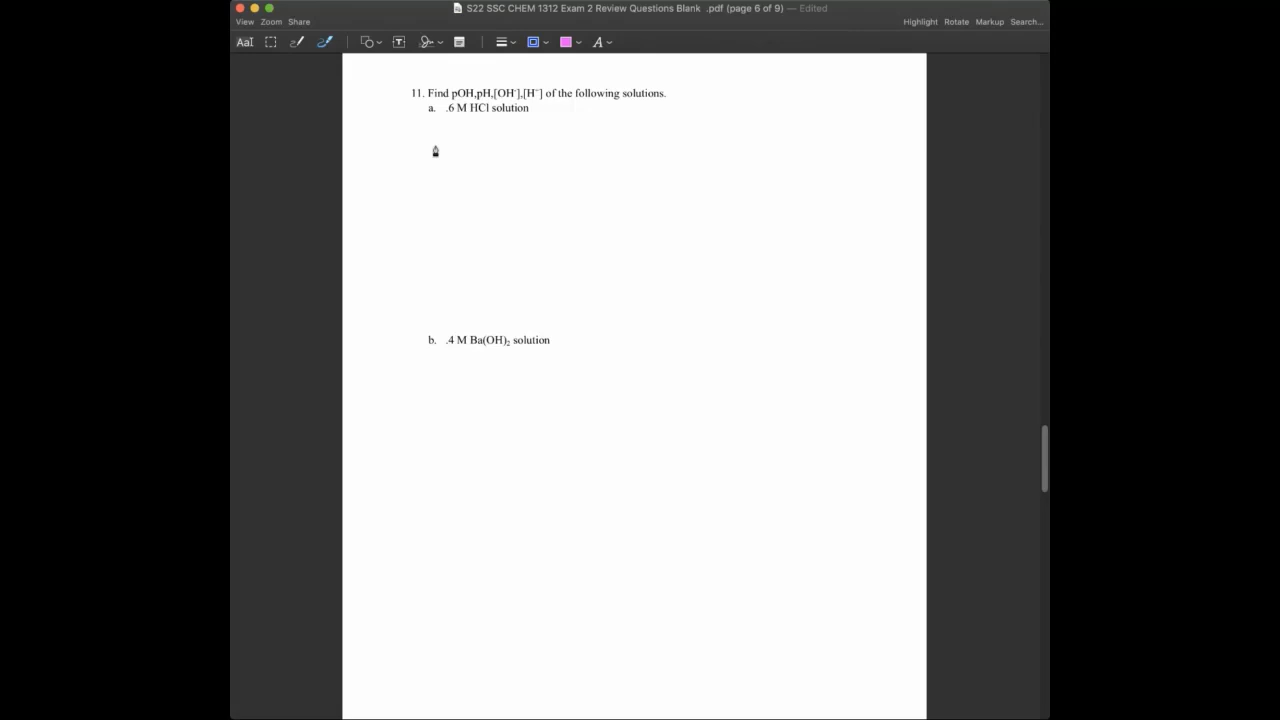 S22 SSC CHEM 1312 Exam 2 Review Questions Blank .pdf (page 6 of 9) — Edited
View Zoom Share Highlight Rotate Markup Search...
AaI T A
11. Find pOH,pH,[OH⁻],[H⁺] of the following solutions.
a. .6 M HCl solution
b. .4 M Ba(OH)₂ solution